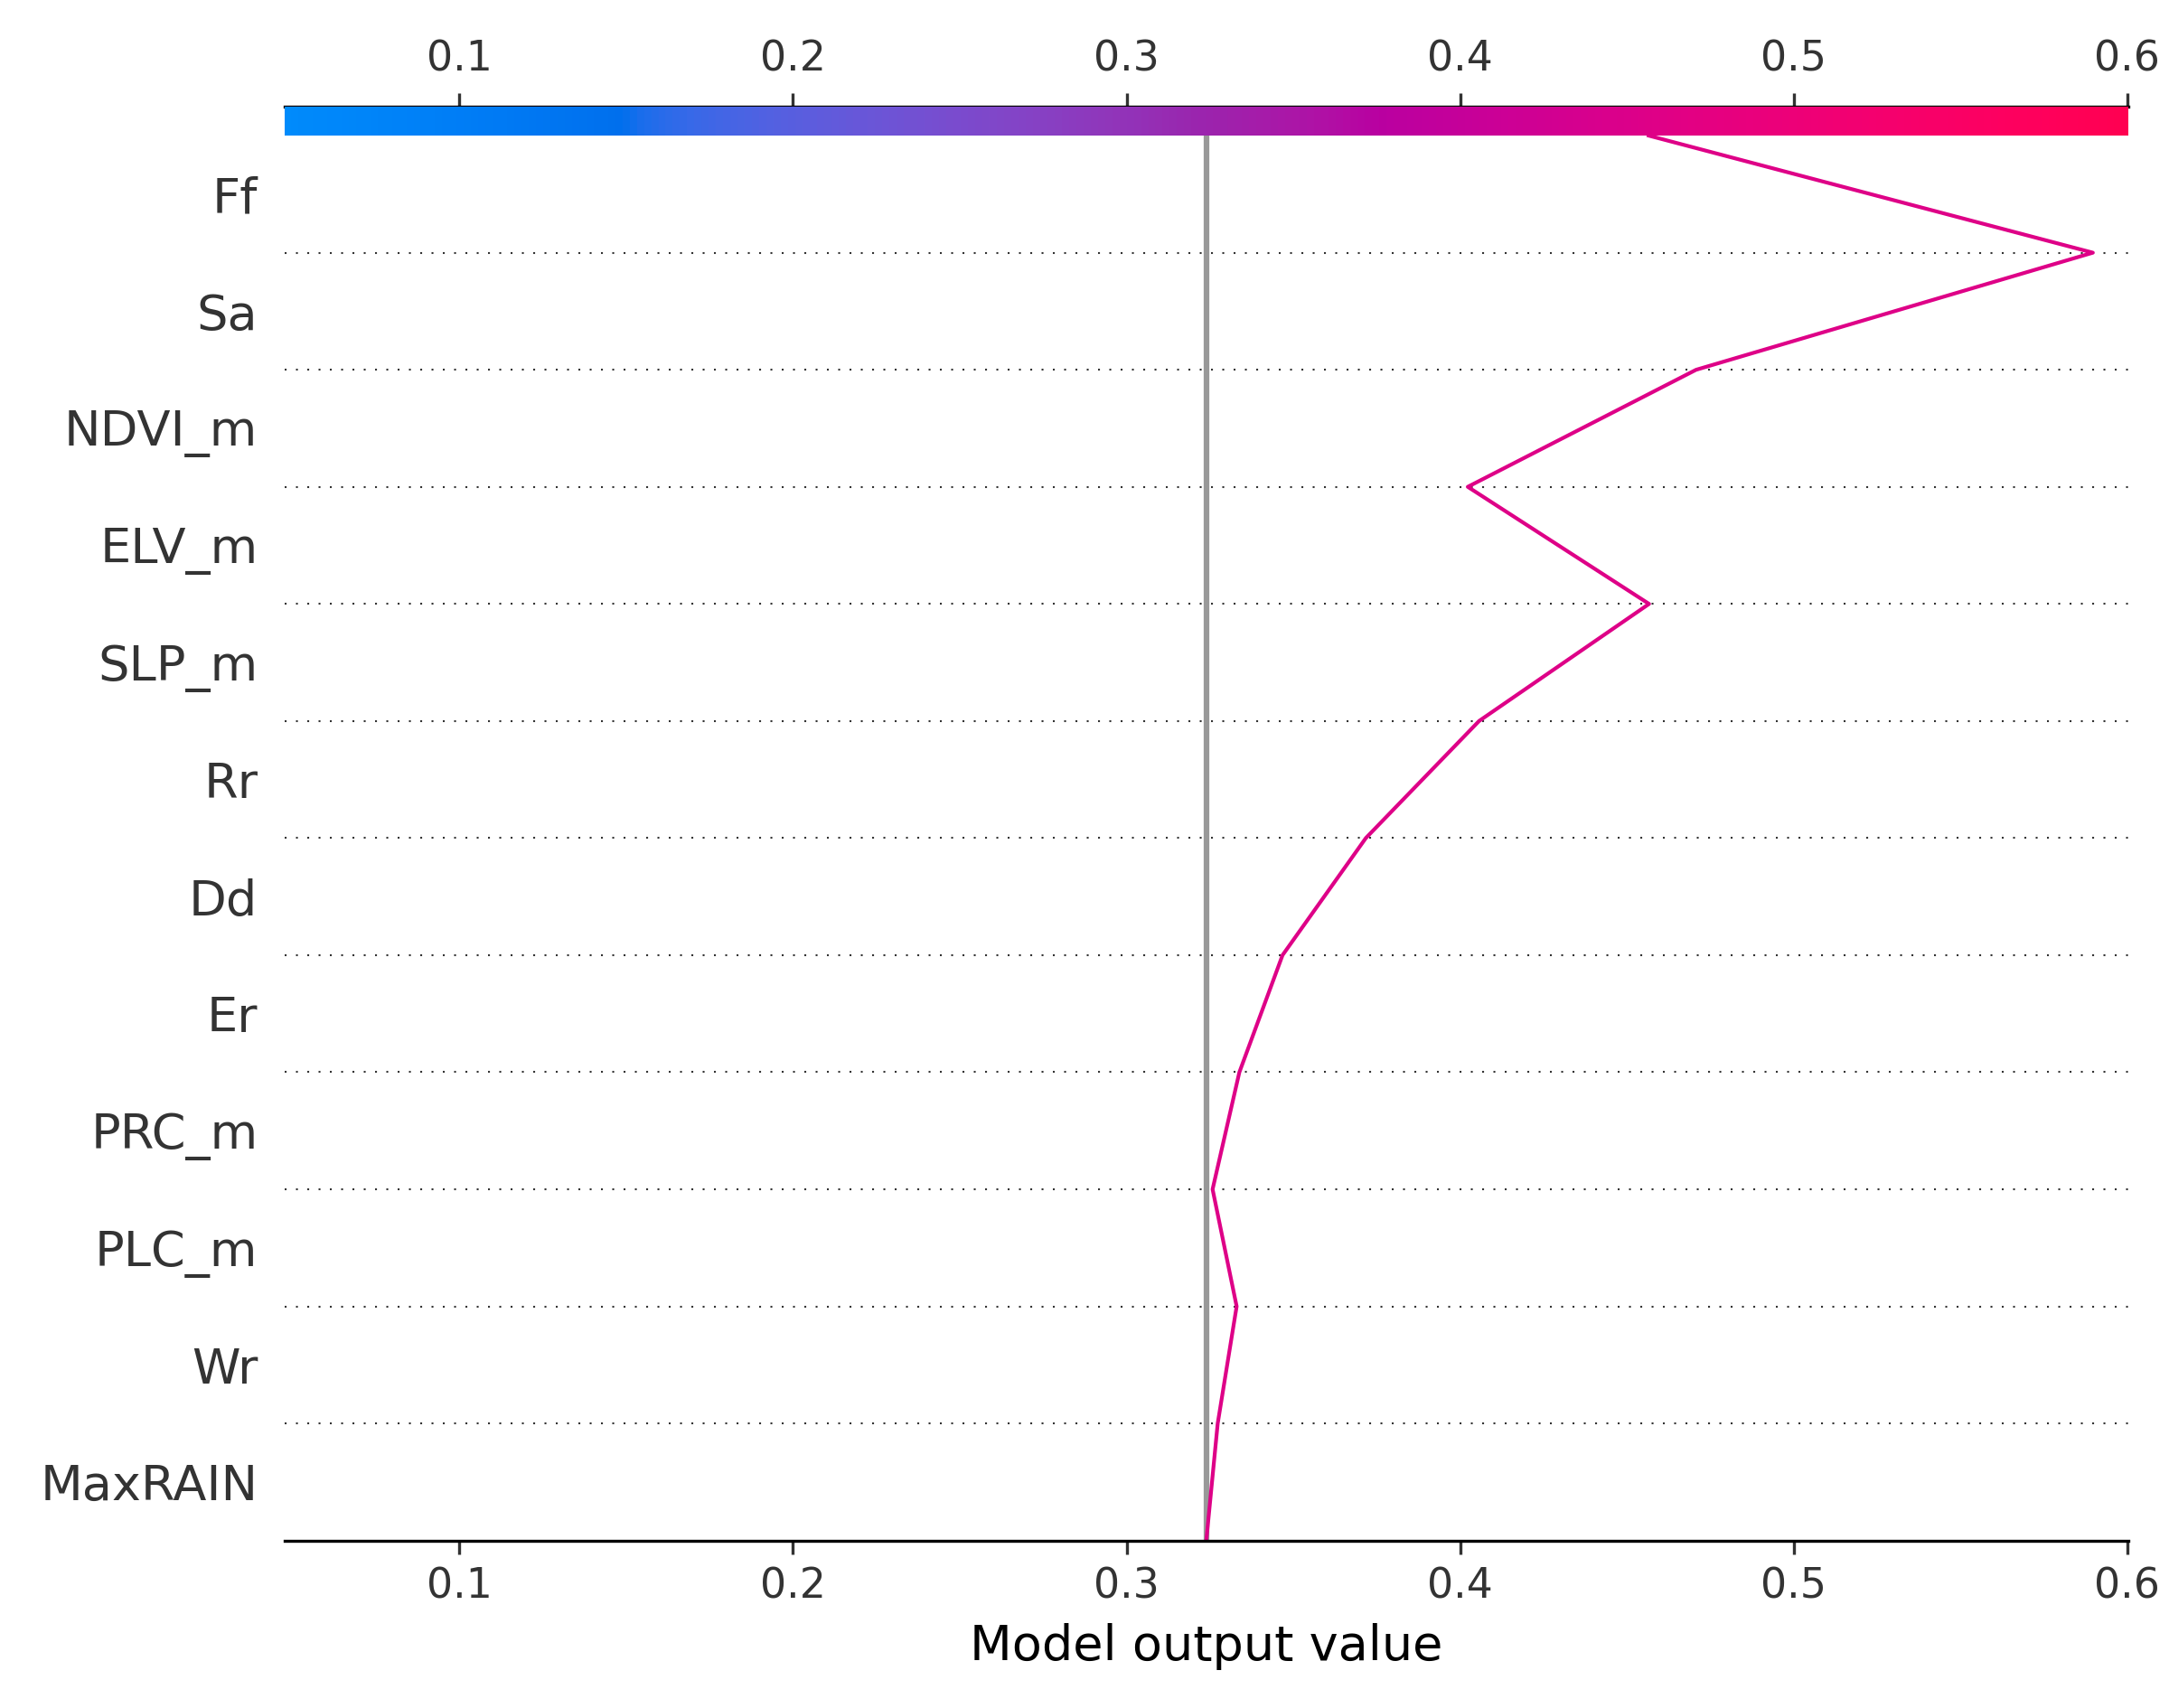 0.1 0.2 0.3 0.4 0.5 0.6
Ff
Sa
NDVI_m
ELV_m
SLP_m
Rr
Dd
Er
PRC_m
PLC_m
Wr
MaxRAIN
0.1 0.2 0.3 0.4 0.5 0.6
Model output value